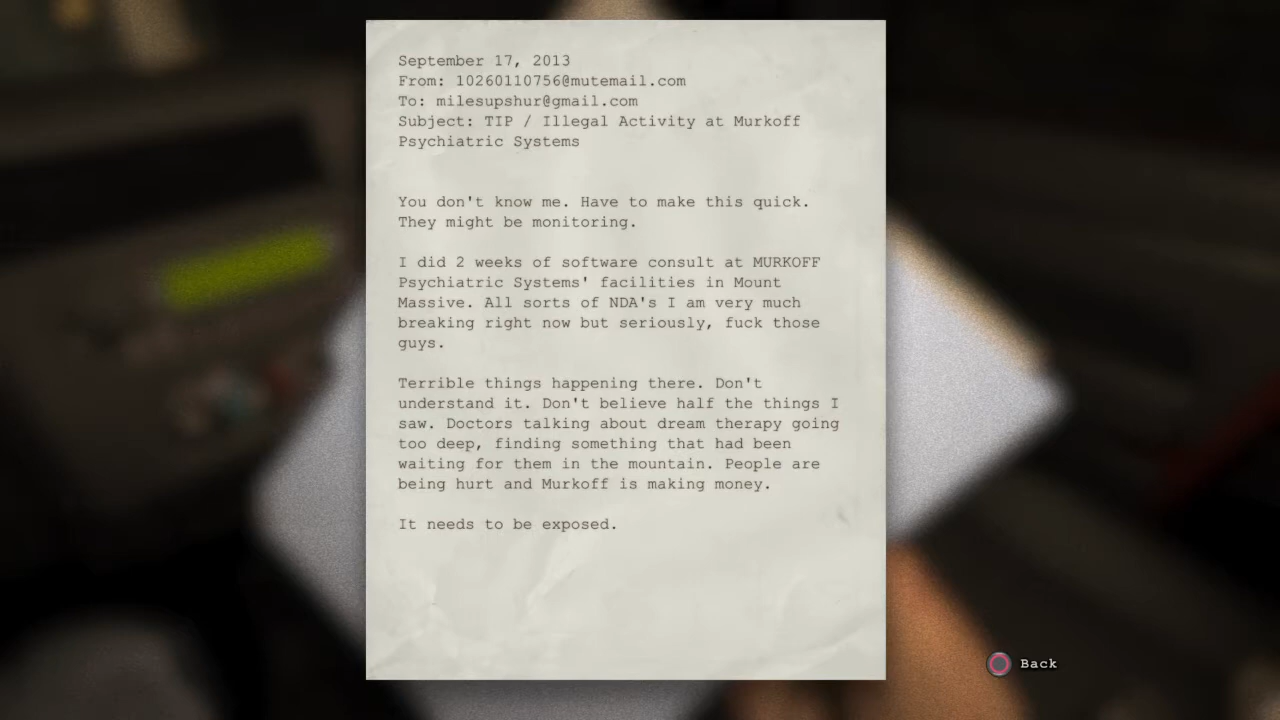 September 17, 2013
From: 10260110756@mutemail.com
To: milesupshur@gmail.com
Subject: TIP / Illegal Activity at Murkoff
Psychiatric Systems
You don't know me. Have to make this quick.
They might be monitoring.
I did 2 weeks of software consult at MURKOFF
Psychiatric Systems' facilities in Mount
Massive. All sorts of NDA's I am very much
breaking right now but seriously, fuck those
guys.
Terrible things happening there. Don't
understand it. Don't believe half the things I
saw. Doctors talking about dream therapy going
too deep, finding something that had been
waiting for them in the mountain. People are
being hurt and Murkoff is making money.
It needs to be exposed.
Back